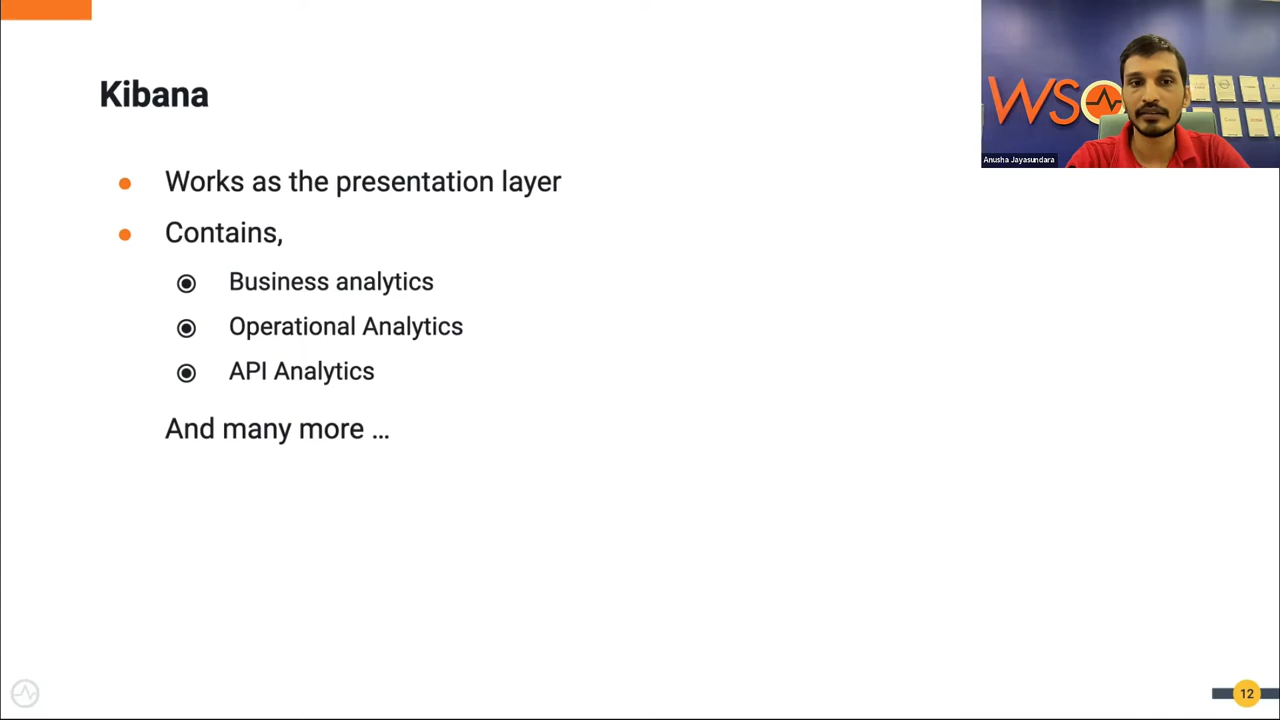 Kibana
WSO
Anusha Jayasundara
Works as the presentation layer
Contains,
Business analytics
Operational Analytics
API Analytics
And many more ...
12